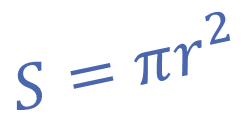 S = πr²